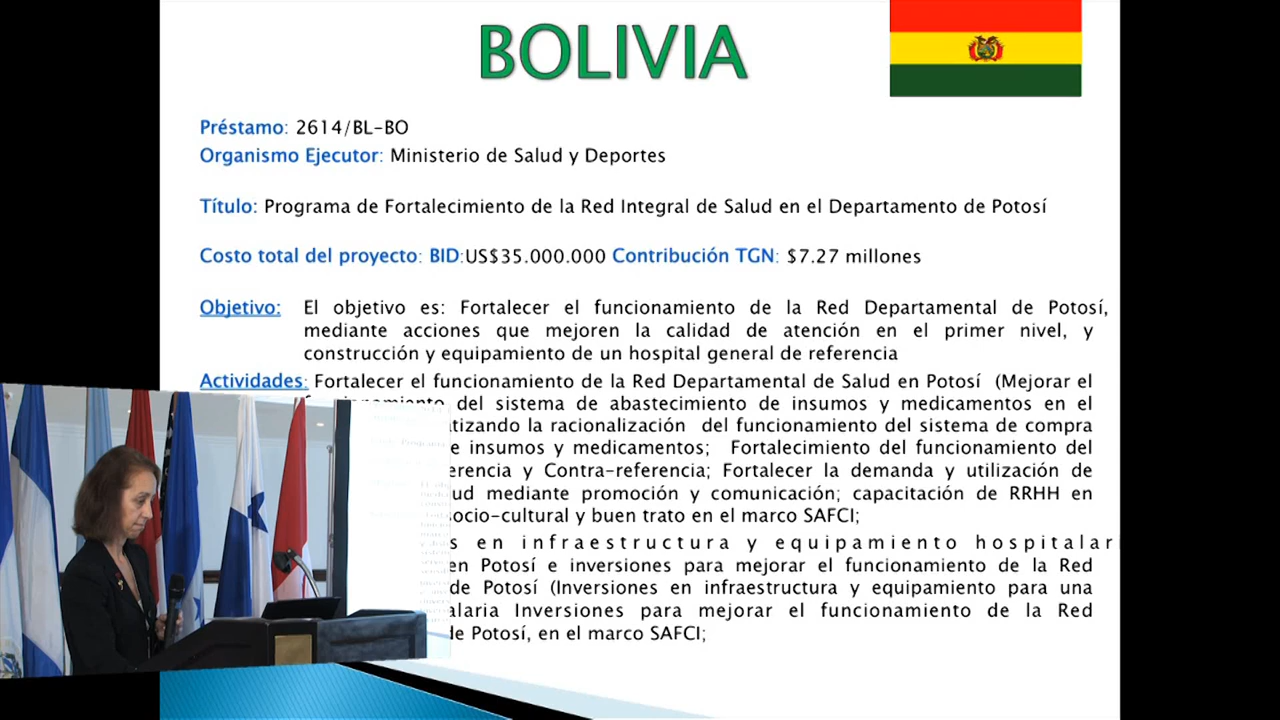 BOLIVIA
Préstamo: 2614/BL-BO
Organismo Ejecutor: Ministerio de Salud y Deportes
Título: Programa de Fortalecimiento de la Red Integral de Salud en el Departamento de Potosí
Costo total del proyecto: BID:US$35.000.000 Contribución TGN: $7.27 millones
Objetivo: El objetivo es: Fortalecer el funcionamiento de la Red Departamental de Potosí,
mediante acciones que mejoren la calidad de atención en el primer nivel, y
construcción y equipamiento de un hospital general de referencia
Actividades: Fortalecer el funcionamiento de la Red Departamental de Salud en Potosí (Mejorar el
funcionamiento del sistema de abastecimiento de insumos y medicamentos en el
la racionalización del funcionamiento del sistema de compra
e insumos y medicamentos; Fortalecimiento del funcionamiento del
y Contra-referencia; Fortalecer la demanda y utilización de
mediante promoción y comunicación; capacitación de RRHH en
socio-cultural y buen trato en el marco SAFCI;
s en infraestructura y equipamiento hospitalari
en Potosí e inversiones para mejorar el funcionamiento de la Red
de Potosí (Inversiones en infraestructura y equipamiento para una
Inversiones para mejorar el funcionamiento de la Red
de Potosí, en el marco SAFCI;